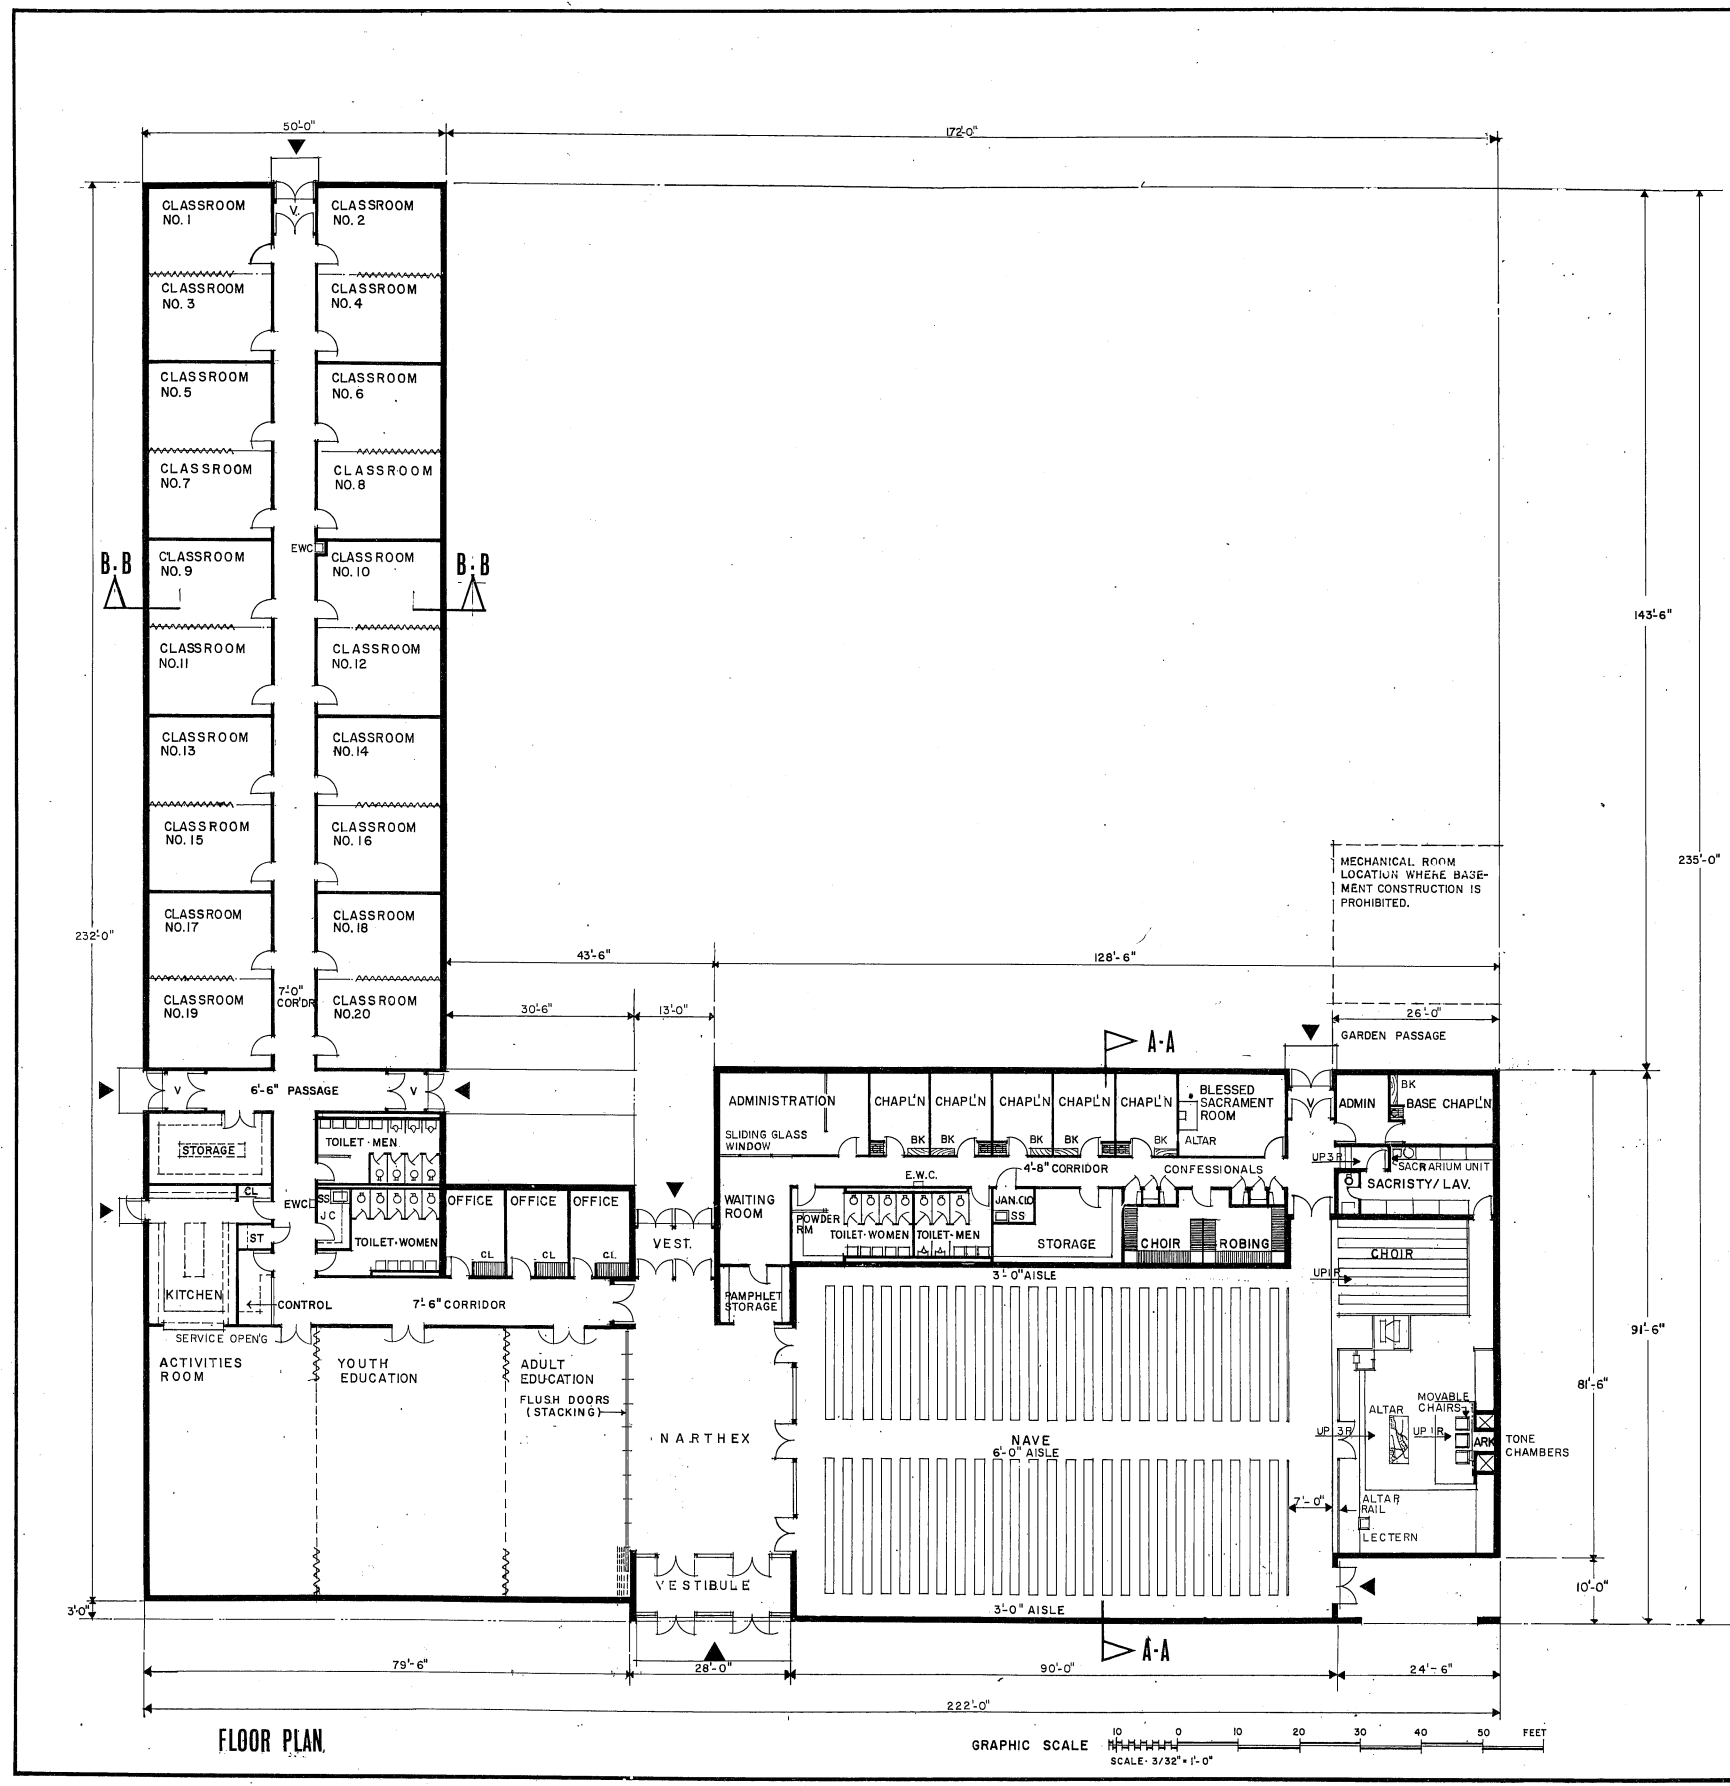 50'-0"
172'-0"
CLASSROOM
NO. 1
V.
CLASSROOM
NO. 2
CLASSROOM
NO. 3
CLASSROOM
NO. 4
CLASSROOM
NO. 5
CLASSROOM
NO. 6
CLASSROOM
NO. 7
CLASSROOM
NO. 8
EWC
B-B
CLASSROOM
NO. 9
CLASSROOM
NO. 10
B-B
143'-6"
CLASSROOM
NO. 11
CLASSROOM
NO. 12
CLASSROOM
NO. 13
CLASSROOM
NO. 14
CLASSROOM
NO. 15
CLASSROOM
NO. 16
235'-0"
MECHANICAL ROOM
LOCATION WHERE BASE-
MENT CONSTRUCTION IS
PROHIBITED.
CLASSROOM
NO. 17
CLASSROOM
NO. 18
232'-0"
43'-6"
128'-6"
CLASSROOM
NO. 19
7'-0"
COR'DR
CLASSROOM
NO. 20
30'-6"
13'-0"
26'-0"
GARDEN PASSAGE
A-A
V
6'-6" PASSAGE
V
ADMINISTRATION
CHAPL'N
CHAPL'N
CHAPL'N
CHAPL'N
CHAPL'N
BLESSED
SACRAMENT
ROOM
V
ADMIN
BK
BASE CHAPL'N
SLIDING GLASS
WINDOW
BK
BK
BK
BK
BK
ALTAR
STORAGE
TOILET - MEN.
E.W.C.
4'-8" CORRIDOR
CONFESSIONALS
UP 3 R
SACRARIUM UNIT
SACRISTY/ LAV.
CL
EWC
SS
J C
OFFICE
OFFICE
OFFICE
WAITING
ROOM
POWDER
RM
TOILET-WOMEN
TOILET-MEN
JAN.CLO
SS
STORAGE
CHOIR
ROBING
ST
TOILET-WOMEN
CL
CL
CL
VEST.
CHOIR
UP 1 R
3'-0" AISLE
KITCHEN
CONTROL
7'-6" CORRIDOR
PAMPHLET
STORAGE
SERVICE OPEN'G
ACTIVITIES
ROOM
YOUTH
EDUCATION
ADULT
EDUCATION
FLUSH DOORS
(STACKING)
91'-6"
81'-6"
NARTHEX
NAVE
6'-0" AISLE
MOVABLE
CHAIRS
ALTAR
UP 3 R
UP 1 R
ARK
TONE
CHAMBERS
7'-0"
ALTAR
RAIL
LECTERN
VESTIBULE
10'-0"
3'-0"
3'-0" AISLE
A-A
79'-6"
28'-0"
90'-0"
24'-6"
222'-0"
FLOOR PLAN
GRAPHIC SCALE
10 0 10 20 30 40 50 FEET
SCALE - 3/32" = 1'-0"